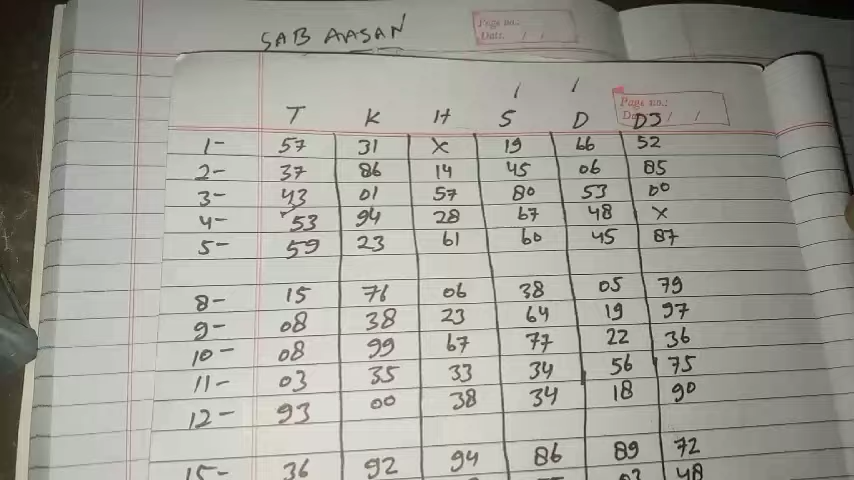 SAB AASAN
Page no.:
Date: / /
Page no.:
/ /
T K H S D DJ
1- 57 31 X 19 66 52
2- 37 86 14 45 06 85
3- 43 01 57 80 53 00
4- 53 94 28 67 48 X
5- 59 23 61 60 45 87
8- 15 76 06 38 05 79
9- 08 38 23 64 19 97
10- 08 99 67 77 22 36
11- 03 35 33 34 56 75
12- 93 00 38 34 18 90
15- 36 92 94 86 89 72
48